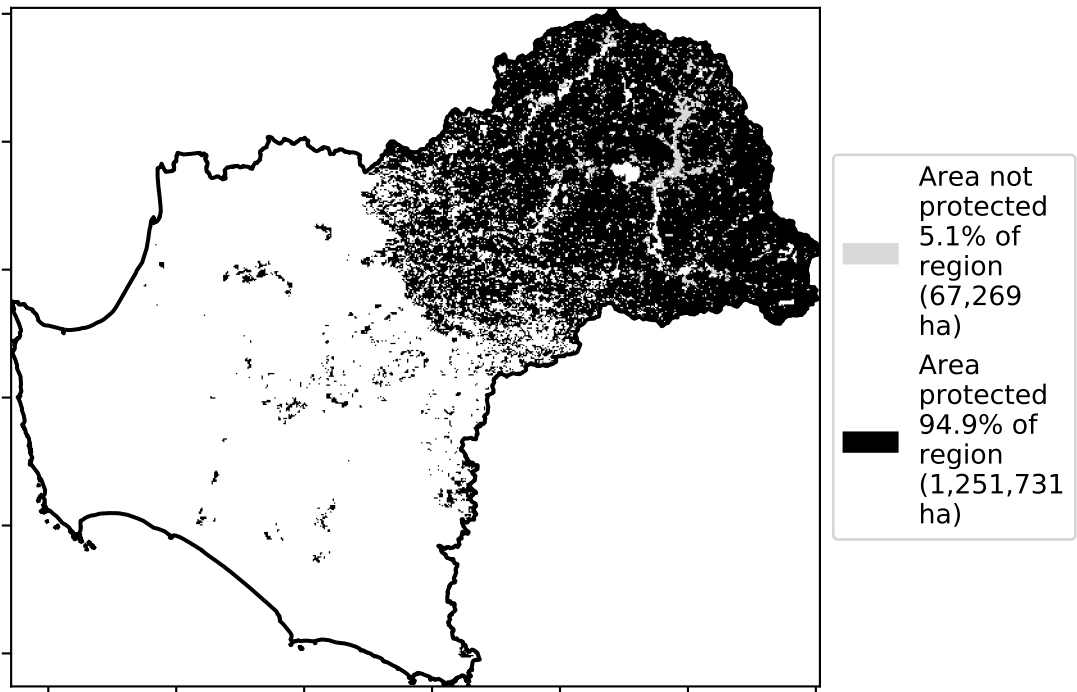 Area not
protected
5.1% of
region
(67,269
ha)
Area
protected
94.9% of
region
(1,251,731
ha)